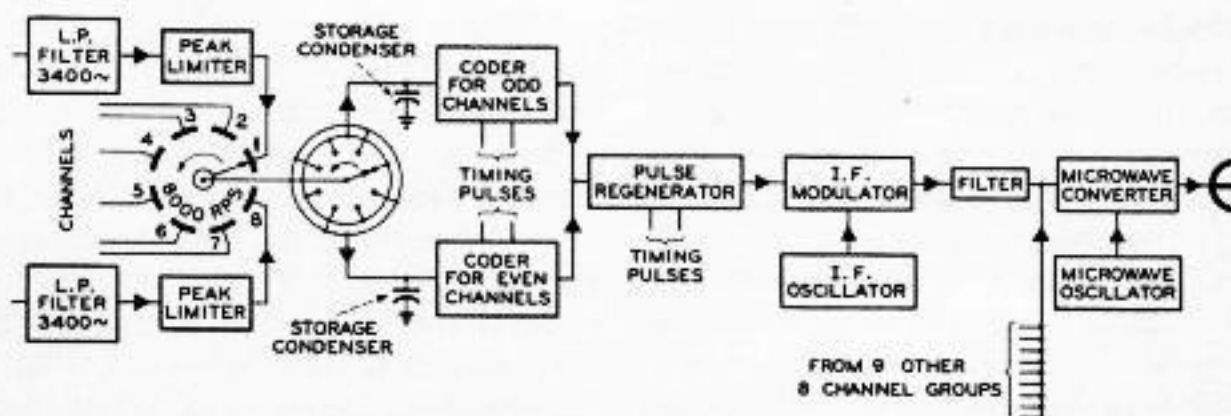 L.P.
FILTER
3400~
PEAK
LIMITER
STORAGE
CONDENSER
CODER
FOR ODD
CHANNELS
CHANNELS
1
2
3
4
5
6
7
8
8000 RPS
TIMING
PULSES
PULSE
REGENERATOR
TIMING
PULSES
I.F.
MODULATOR
FILTER
MICROWAVE
CONVERTER
L.P.
FILTER
3400~
PEAK
LIMITER
STORAGE
CONDENSER
CODER
FOR EVEN
CHANNELS
I.F.
OSCILLATOR
MICROWAVE
OSCILLATOR
FROM 9 OTHER
8 CHANNEL GROUPS